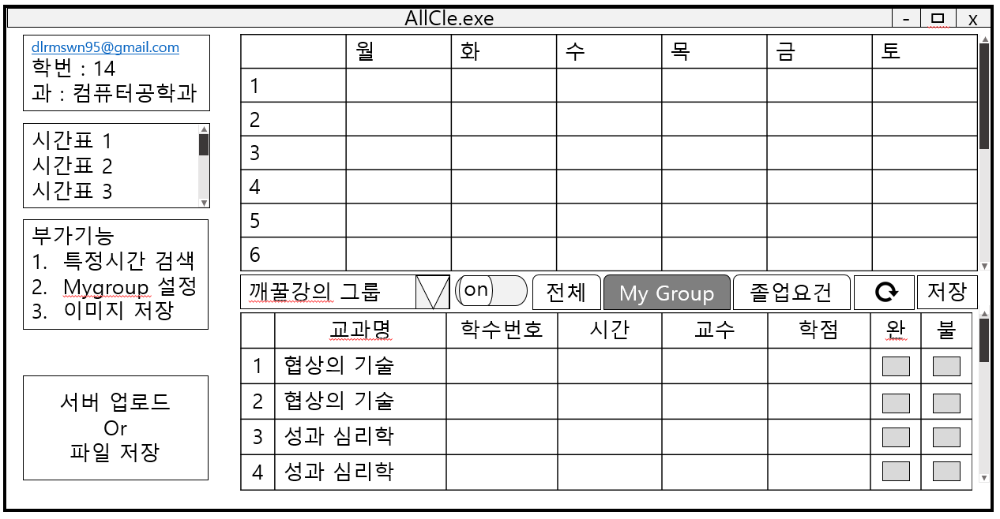 AllCle.exe - x
dlrmswn95@gmail.com
학번 : 14
과 : 컴퓨터공학과
시간표 1
시간표 2
시간표 3
부가기능
1. 특정시간 검색
2. Mygroup 설정
3. 이미지 저장
서버 업로드
Or
파일 저장
월 화 수 목 금 토
1
2
3
4
5
6
깨꿀강의 그룹 on 전체 My Group 졸업요건 저장
교과명 학수번호 시간 교수 학점 완 불
1 협상의 기술
2 협상의 기술
3 성과 심리학
4 성과 심리학